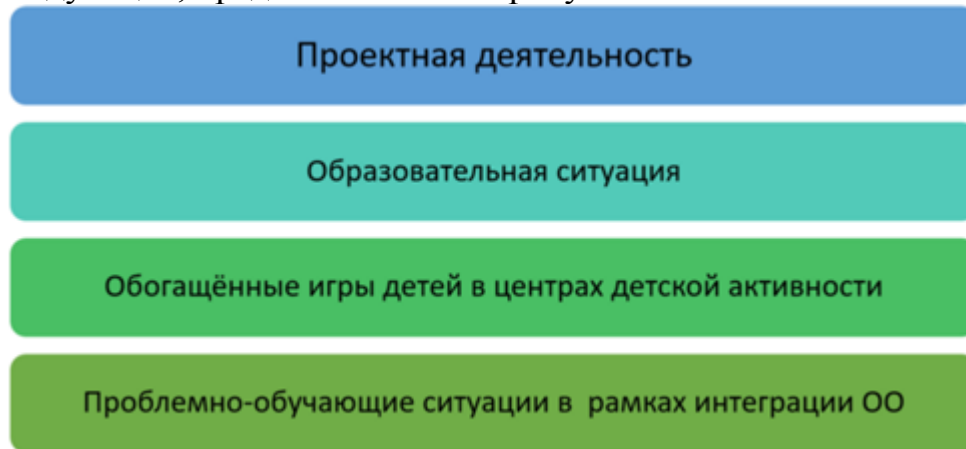 Проектная деятельность
Образовательная ситуация
Обогащённые игры детей в центрах детской активности
Проблемно-обучающие ситуации в рамках интеграции ОО